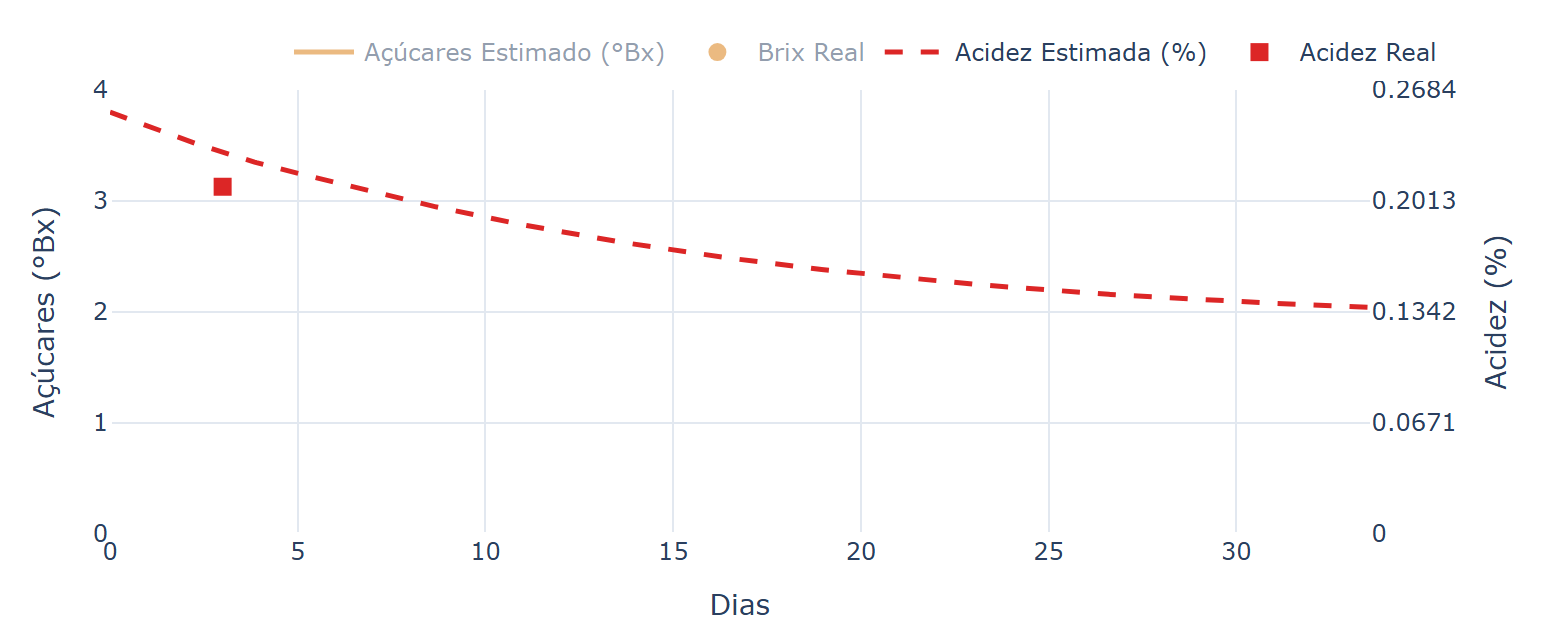 Açúcares Estimado (°Bx) Brix Real Acidez Estimada (%) Acidez Real
4 0.2684
3 0.2013
2 0.1342
1 0.0671
0 0
0 5 10 15 20 25 30
Açúcares (°Bx)
Acidez (%)
Dias